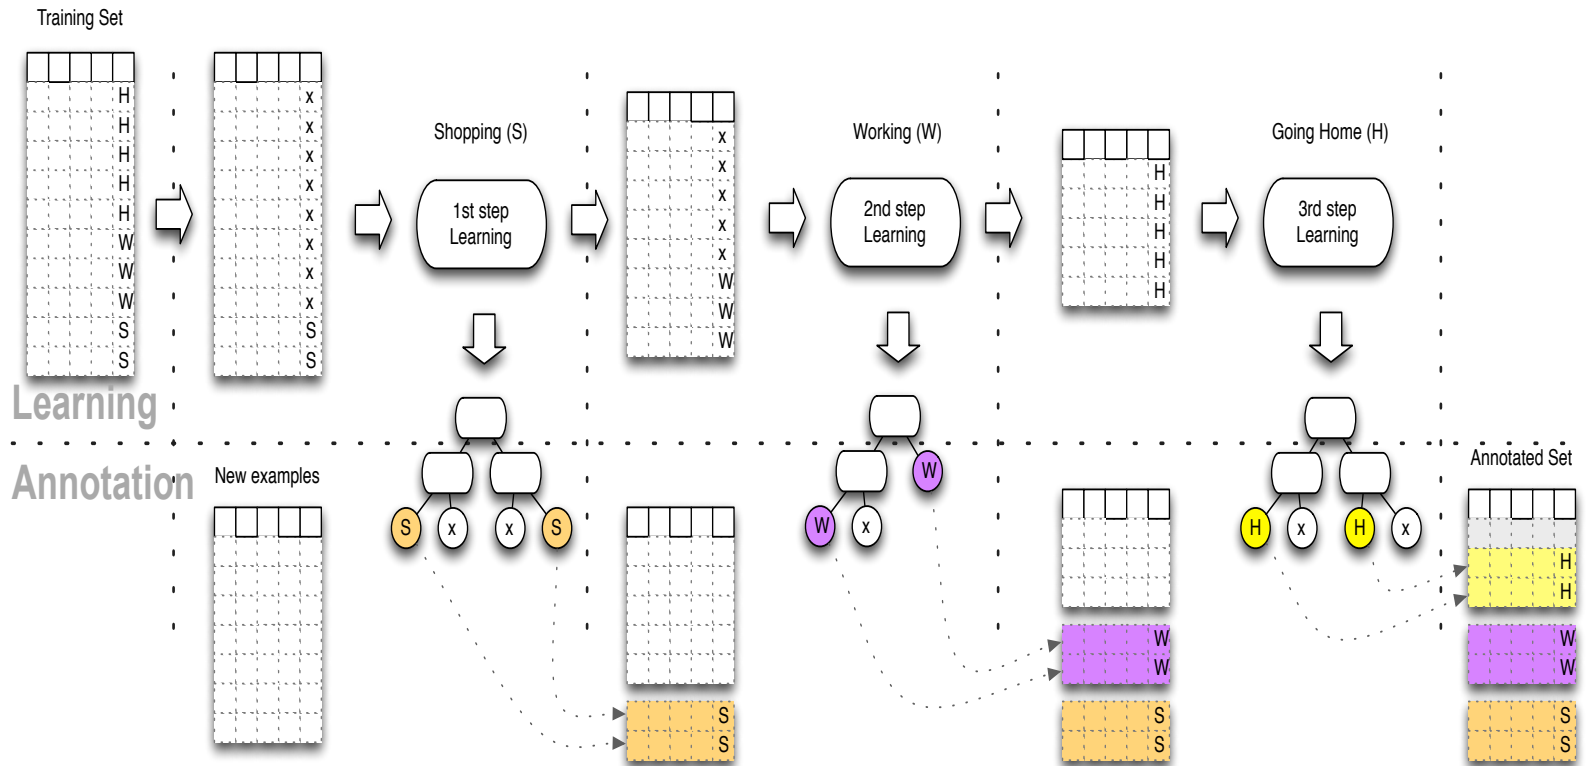 Training Set
H
H
H
H
H
W
W
W
S
S
x
x
x
x
x
x
x
x
S
S
Shopping (S)
1st step
Learning
x
x
x
x
x
W
W
W
Working (W)
2nd step
Learning
H
H
H
H
H
Going Home (H)
3rd step
Learning
Learning
Annotation
New examples
S
x
x
S
S
S
W
W
x
W
W
S
S
H
x
H
x
Annotated Set
H
H
W
W
S
S